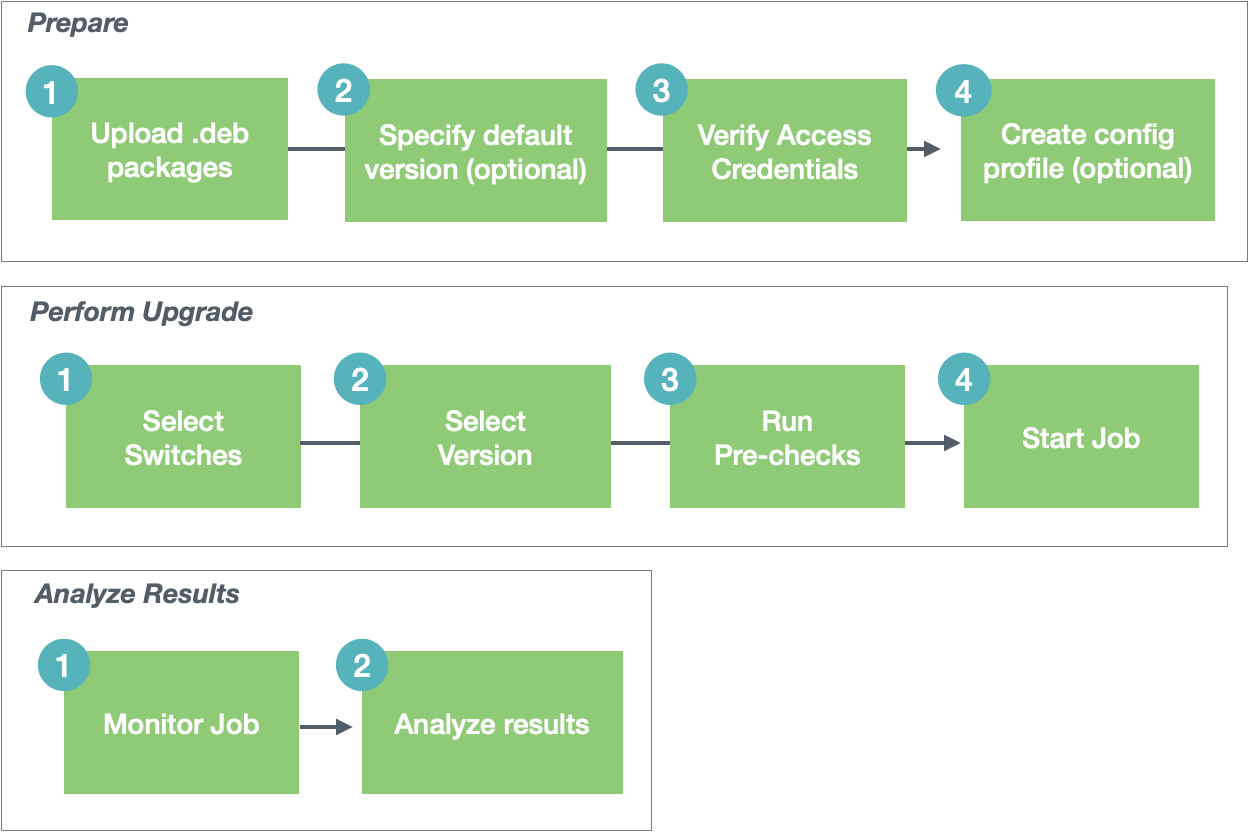 Prepare
1
Upload .deb
packages
2
Specify default
version (optional)
3
Verify Access
Credentials
4
Create config
profile (optional)
Perform Upgrade
1
Select
Switches
2
Select
Version
3
Run
Pre-checks
4
Start Job
Analyze Results
1
Monitor Job
2
Analyze results